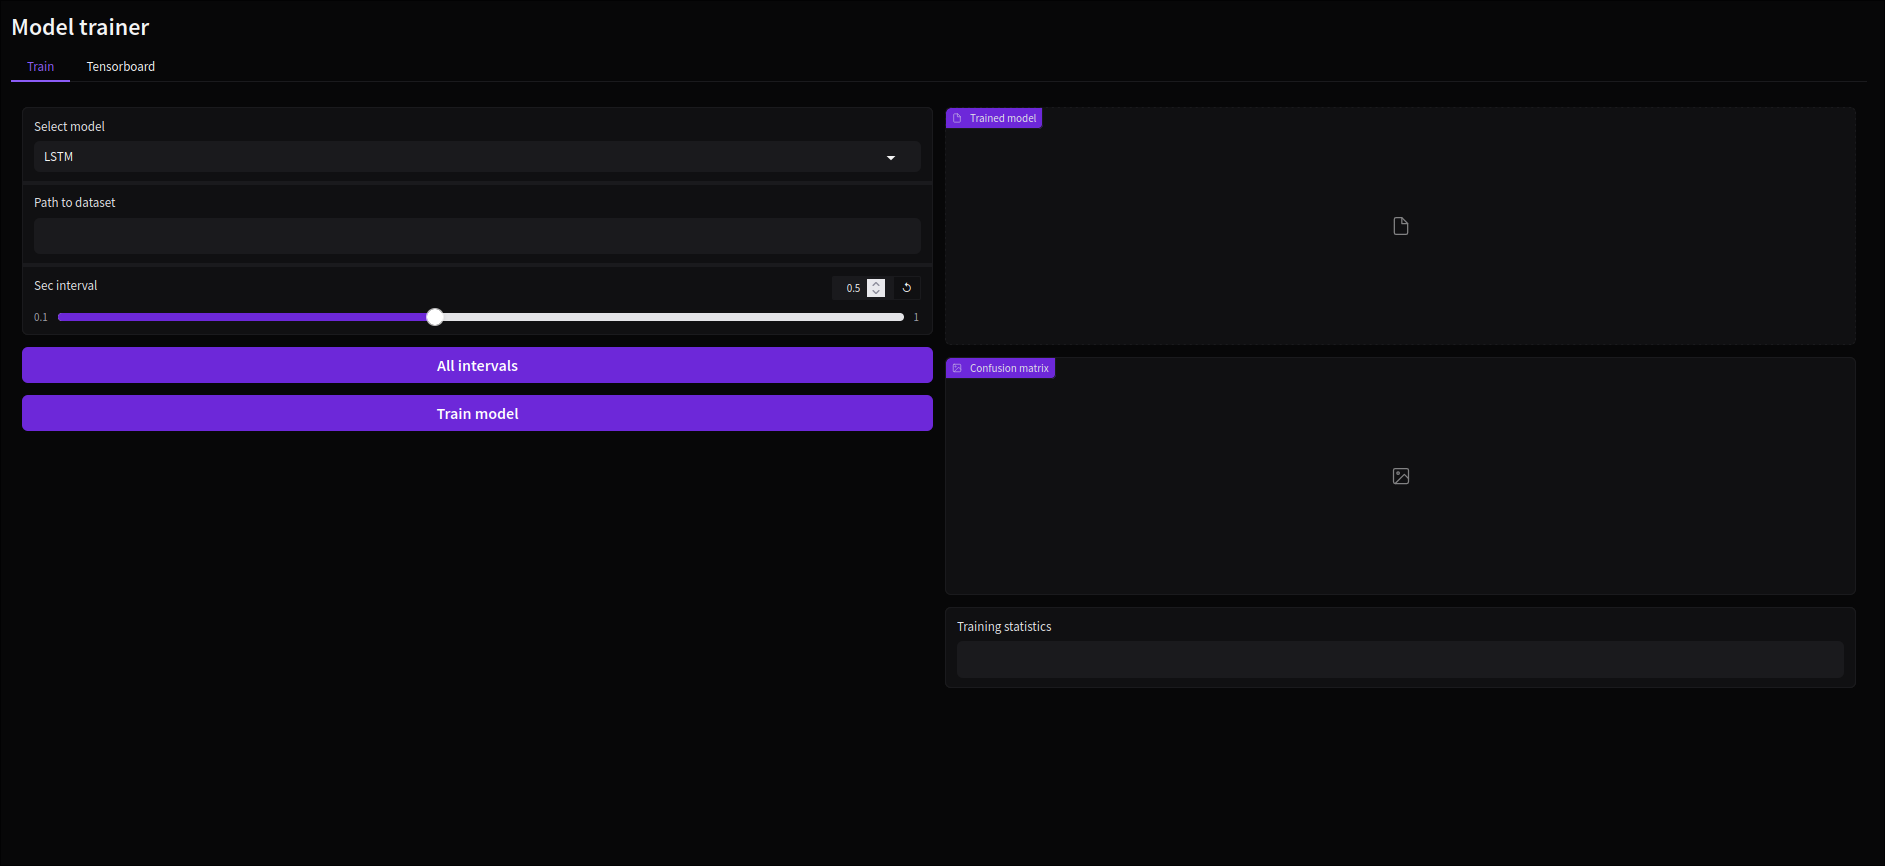 Model trainer
Train
Tensorboard
Select model
LSTM
Path to dataset
Sec interval
0.5
0.1
1
All intervals
Train model
Trained model
Confusion matrix
Training statistics